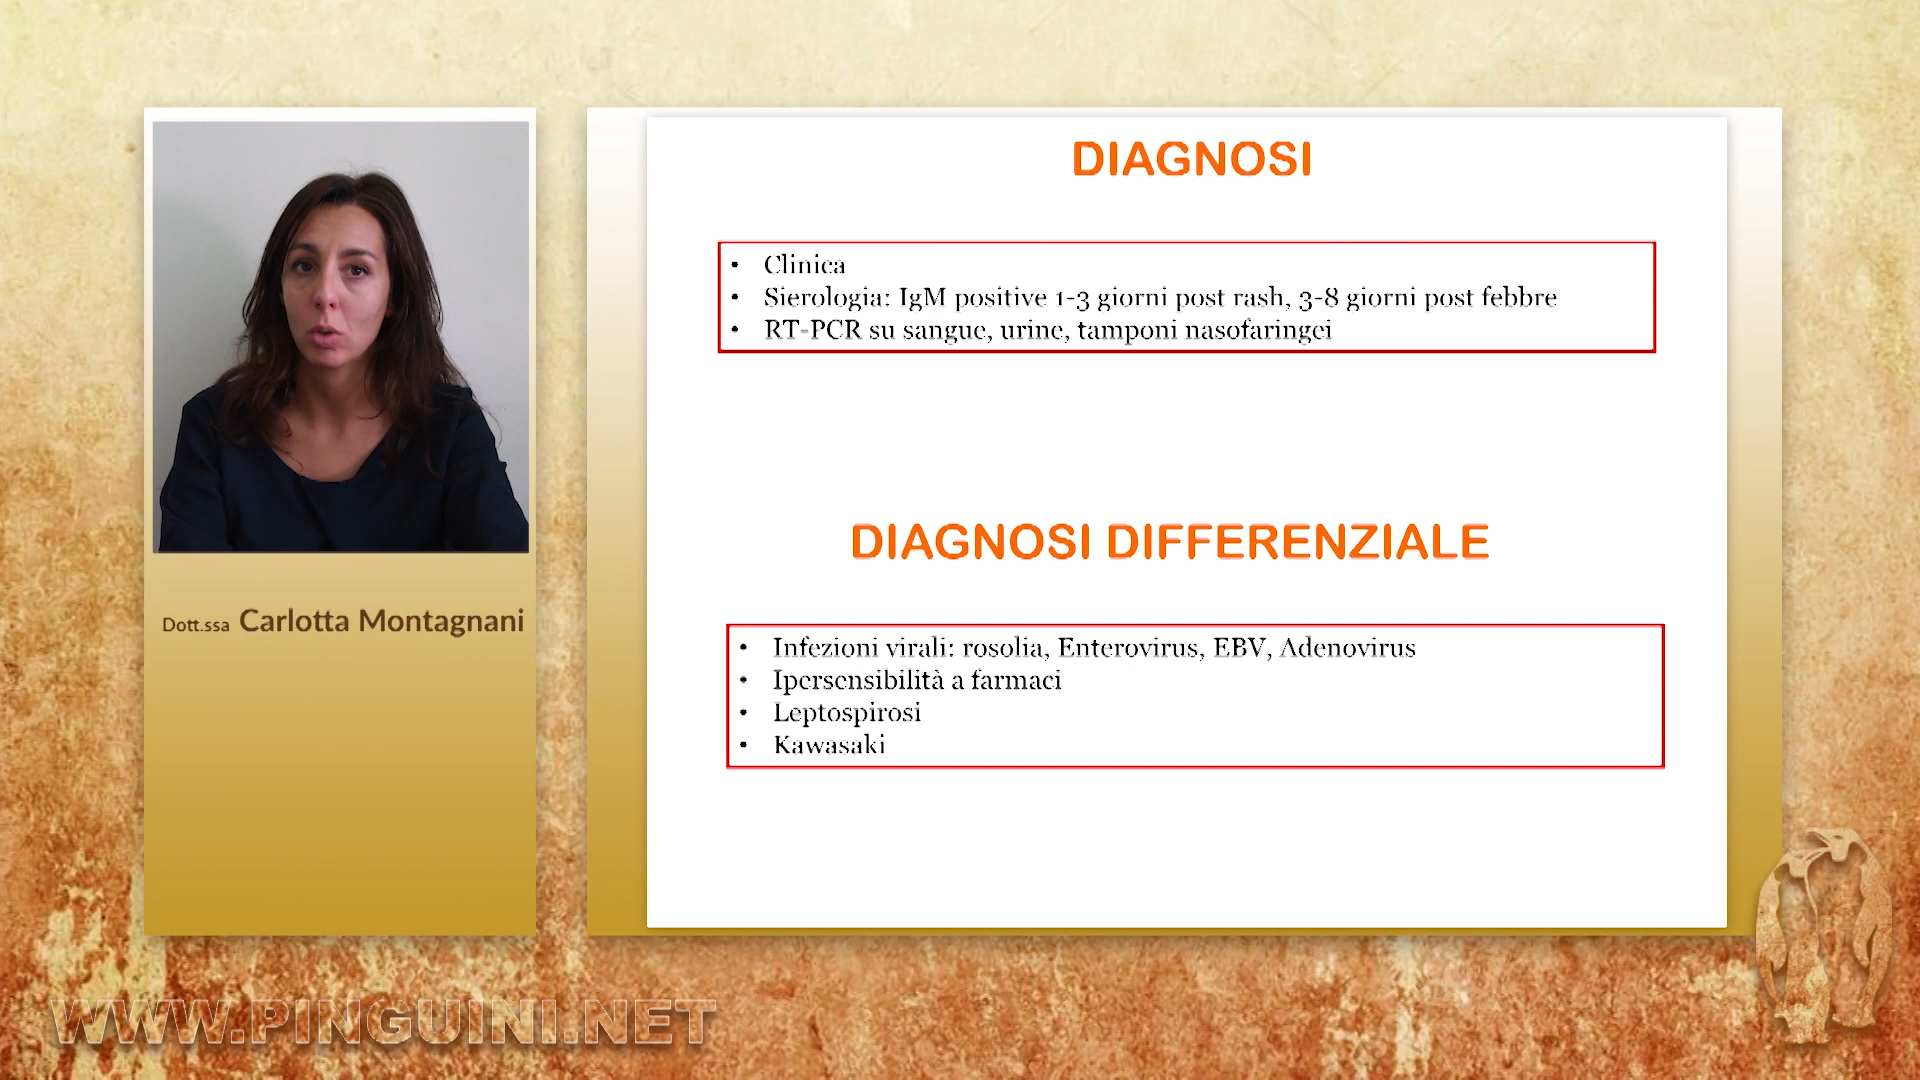 DIAGNOSI
• Clinica
• Sierologia: IgM positive 1-3 giorni post rash, 3-8 giorni post febbre
• RT-PCR su sangue, urine, tamponi nasofaringei
DIAGNOSI DIFFERENZIALE
• Infezioni virali: rosolia, Enterovirus, EBV, Adenovirus
• Ipersensibilità a farmaci
• Leptospirosi
• Kawasaki
Dott.ssa Carlotta Montagnani
WWW.PINGUINI.NET